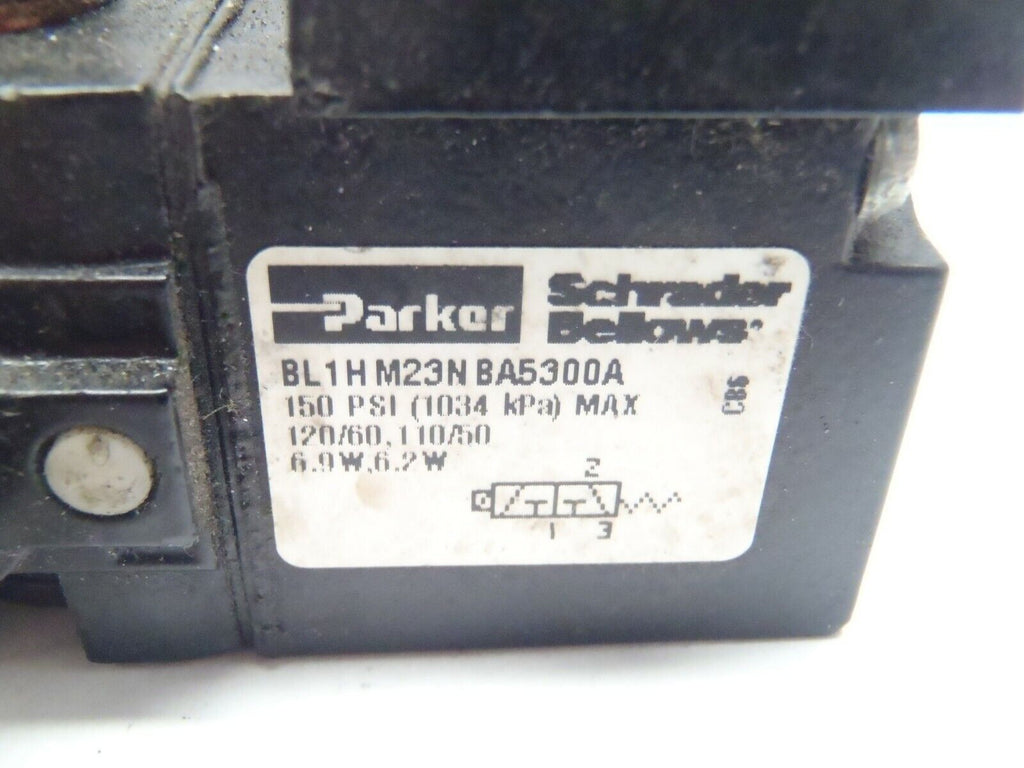 Parker
Schrader
Bellows
BL1H M23N BA5300A
150 PSI (1034 kPa) MAX
120/60, 110/50
6.9W, 6.2W
CB6
2
1 3